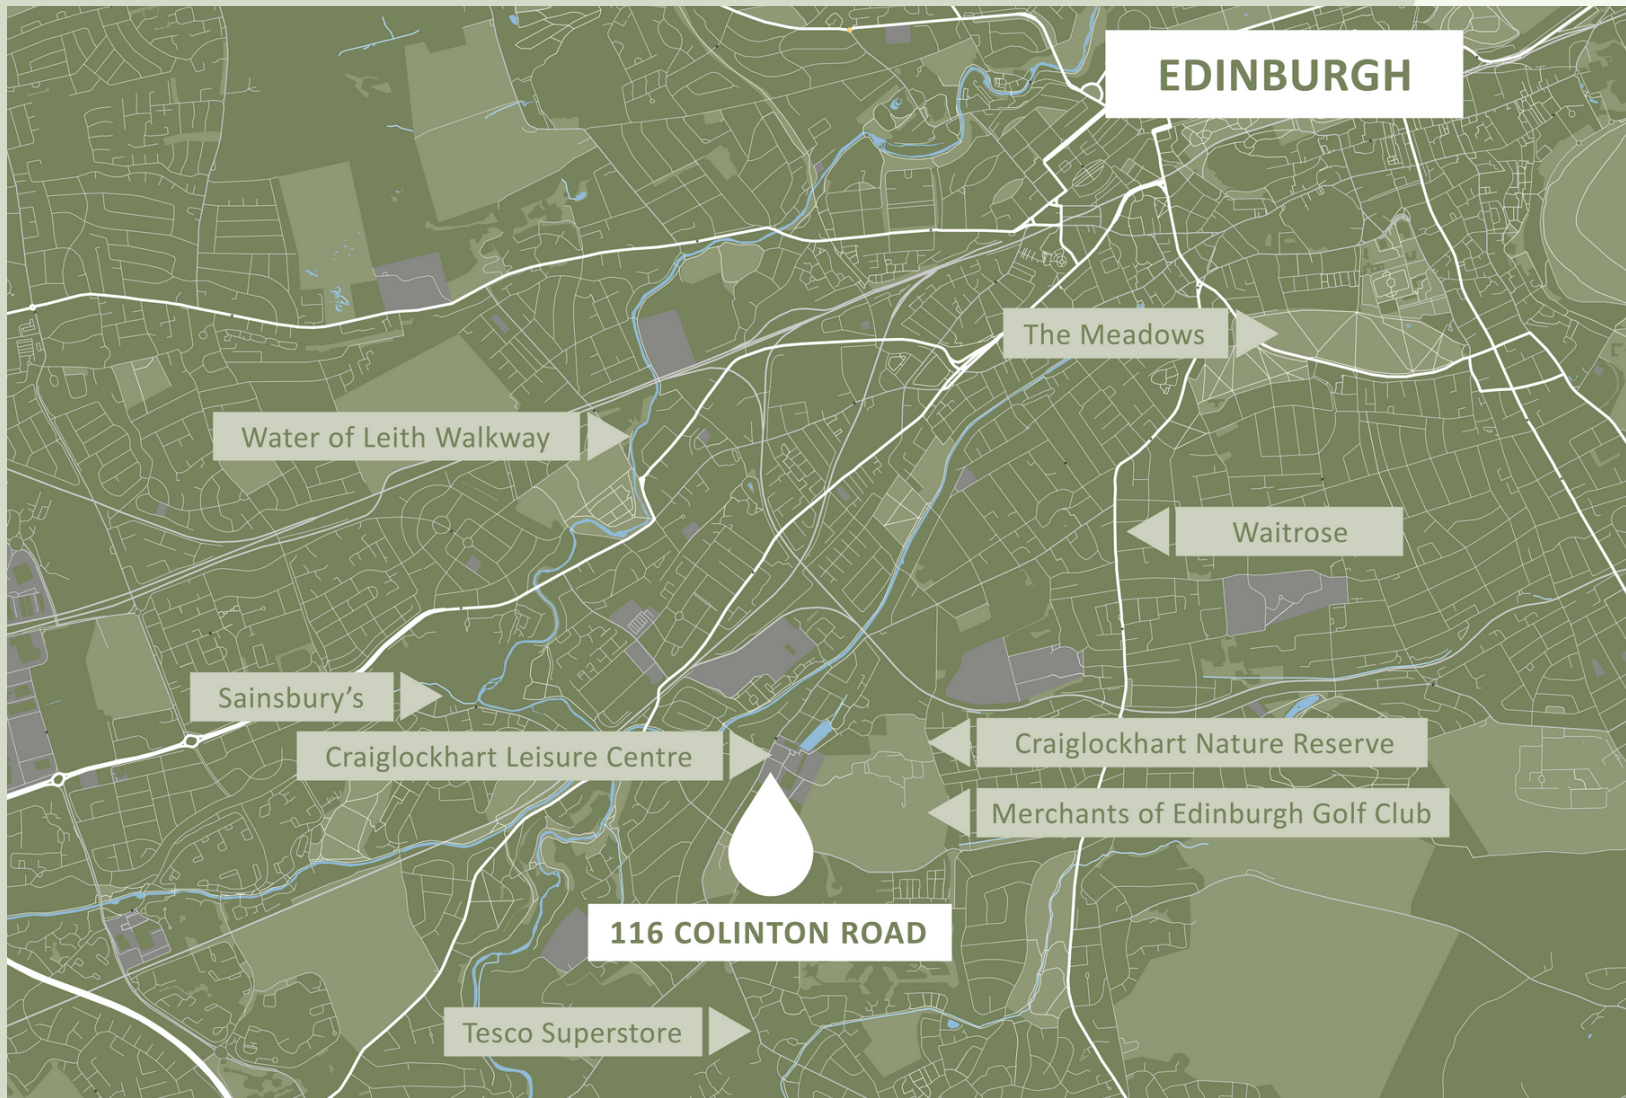 EDINBURGH
The Meadows
Water of Leith Walkway
Waitrose
Sainsbury’s
Craiglockhart Leisure Centre
Craiglockhart Nature Reserve
Merchants of Edinburgh Golf Club
116 COLINTON ROAD
Tesco Superstore